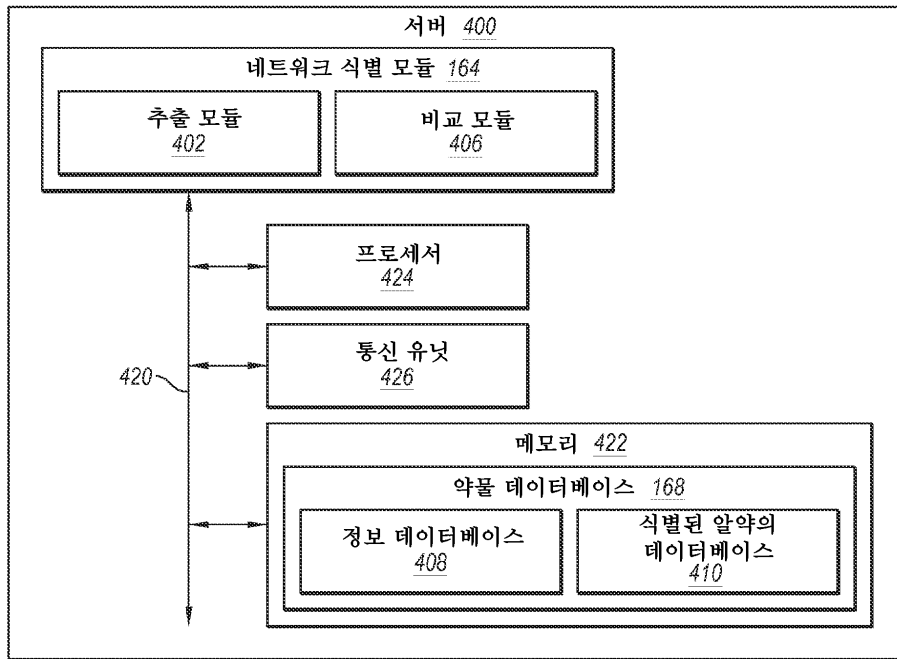 서버 400
네트워크 식별 모듈 164
추출 모듈
402
비교 모듈
406
프로세서
424
통신 유닛
426
420
메모리 422
약물 데이터베이스 168
정보 데이터베이스
408
식별된 알약의
데이터베이스
410